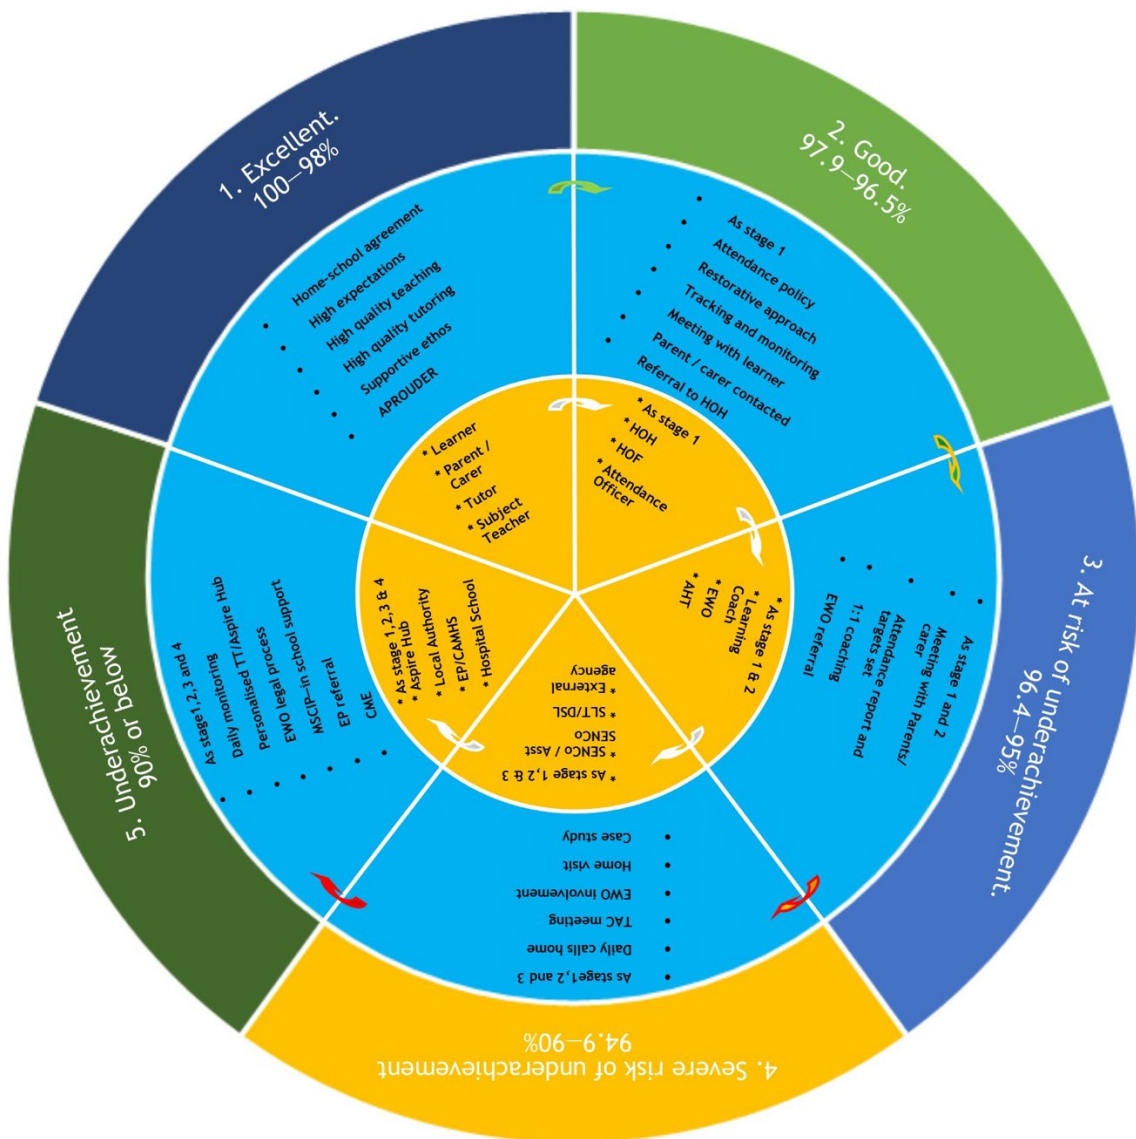 1. Excellent.
100—98%
• Home-school agreement
• High expectations
• High quality teaching
• High quality tutoring
• Supportive ethos
• APROUDER
* Learner
* Parent /
Carer
* Tutor
* Subject
Teacher
2. Good.
97.9—96.5%
• As stage 1
• Attendance policy
• Restorative approach
• Tracking and monitoring
• Meeting with learner
• Parent / carer contacted
• Referral to HOH
* As stage 1
* HOH
* HOF
* Attendance
Officer
3. At risk of underachievement.
96.4—95%
• As stage 1 and 2
• Meeting with Parents/
carer
• Attendance report and
targets set
• 1:1 coaching
• EWO referral
* As stage 1 & 2
* Learning
Coach
* EWO
* AHT
4. Severe risk of underachievement
94.9—90%
• As stage1,2 and 3
• Daily calls home
• TAC meeting
• EWO involvement
• Home visit
• Case study
* As stage 1,2 & 3
* SENCo / Asst
SENCo
* SLT/DSL
* External
agency
5. Underachievement
90% or below
• As stage1,2,3 and 4
• Daily monitoring
• Personalised TT/Aspire Hub
• EWO legal process
• MSCIP—in school support
• EP referral
• CME
* As stage 1,2,3 & 4
* Aspire Hub
* Local Authority
* EP/CAMHS
* Hospital School